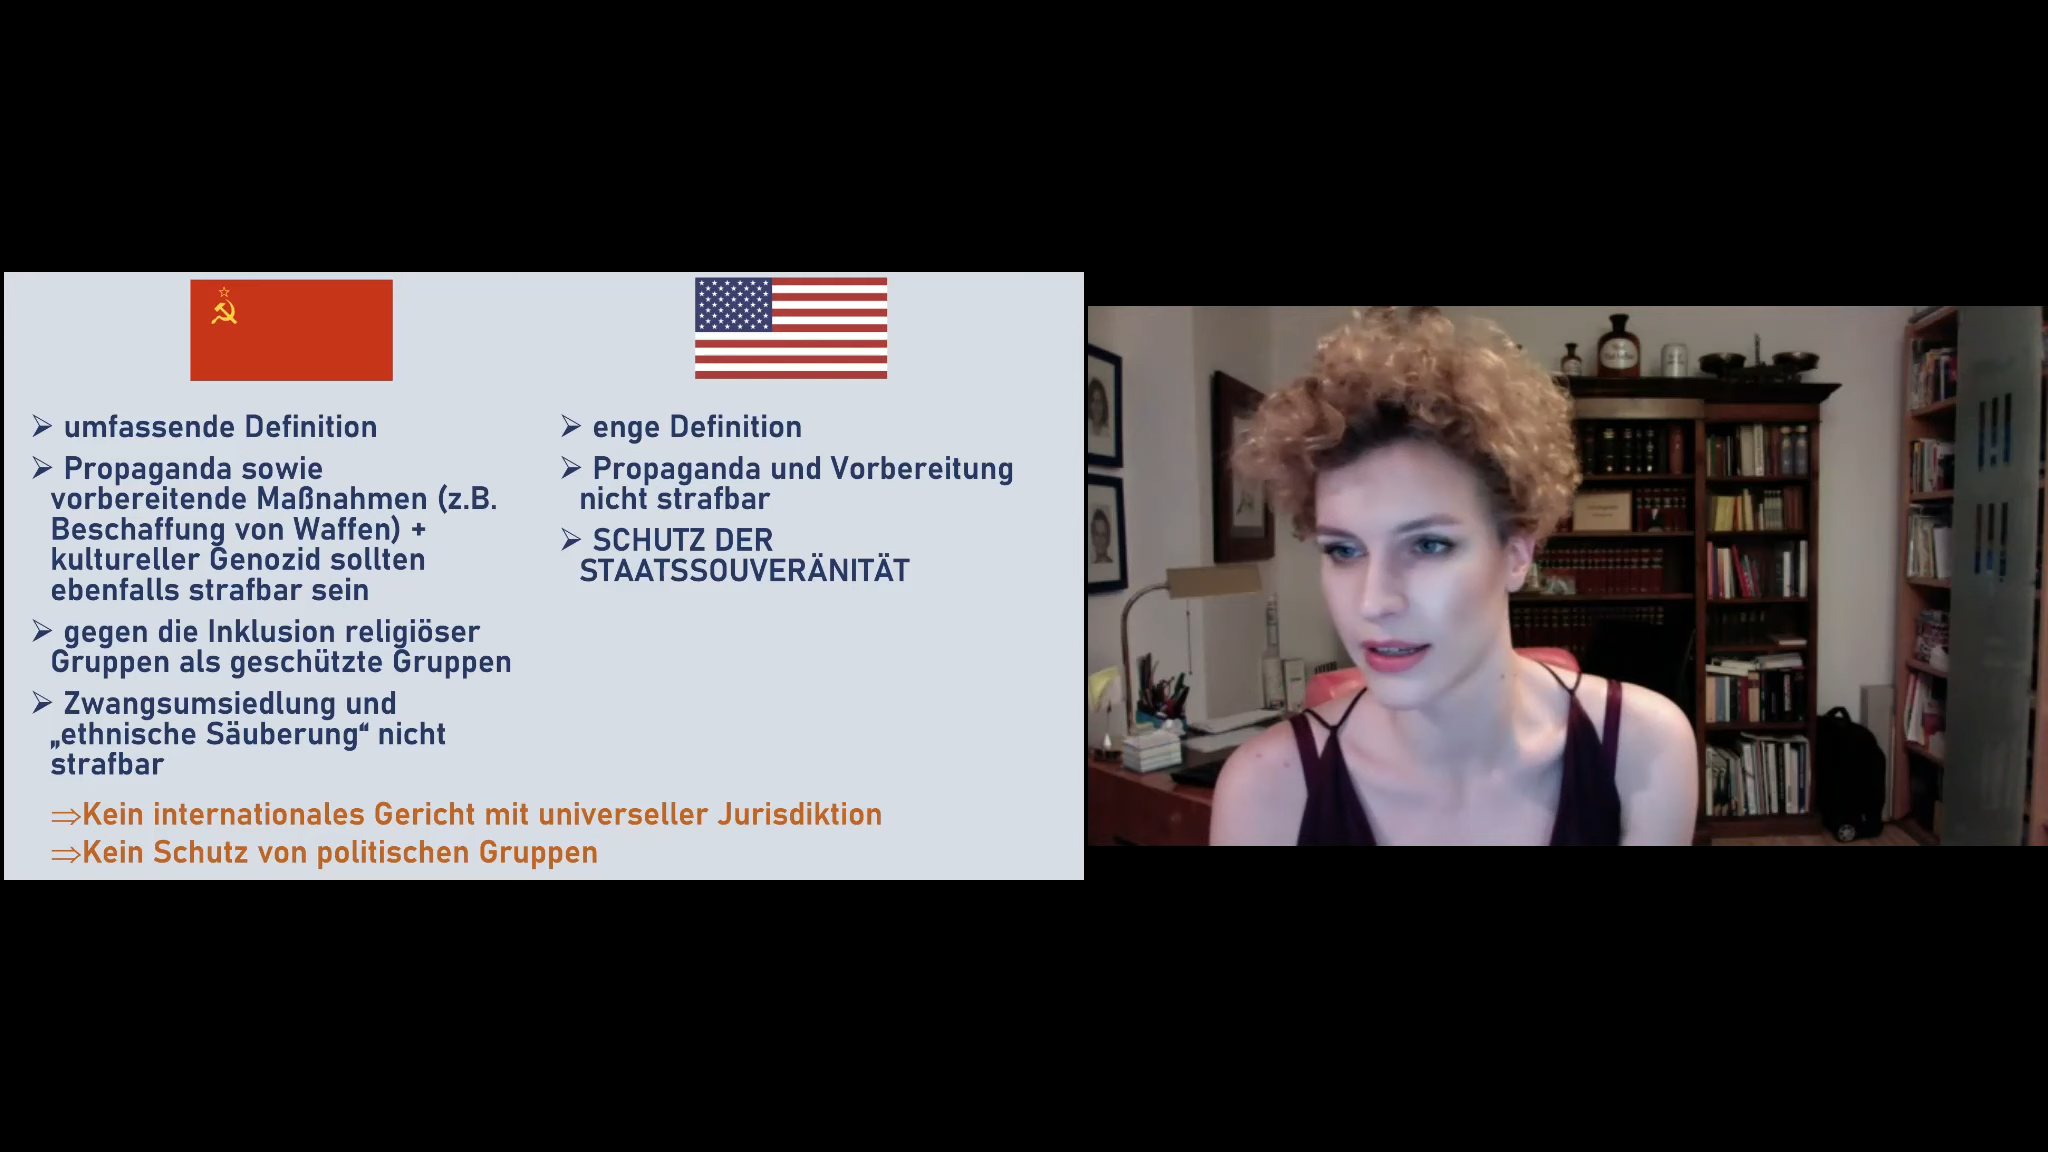 ➢ umfassende Definition
➢ Propaganda sowie
vorbereitende Maßnahmen (z.B.
Beschaffung von Waffen) +
kultureller Genozid sollten
ebenfalls strafbar sein
➢ gegen die Inklusion religiöser
Gruppen als geschützte Gruppen
➢ Zwangsumsiedlung und
„ethnische Säuberung“ nicht
strafbar
➢ enge Definition
➢ Propaganda und Vorbereitung
nicht strafbar
➢ SCHUTZ DER
STAATSSOUVERÄNITÄT
⇒Kein internationales Gericht mit universeller Jurisdiktion
⇒Kein Schutz von politischen Gruppen